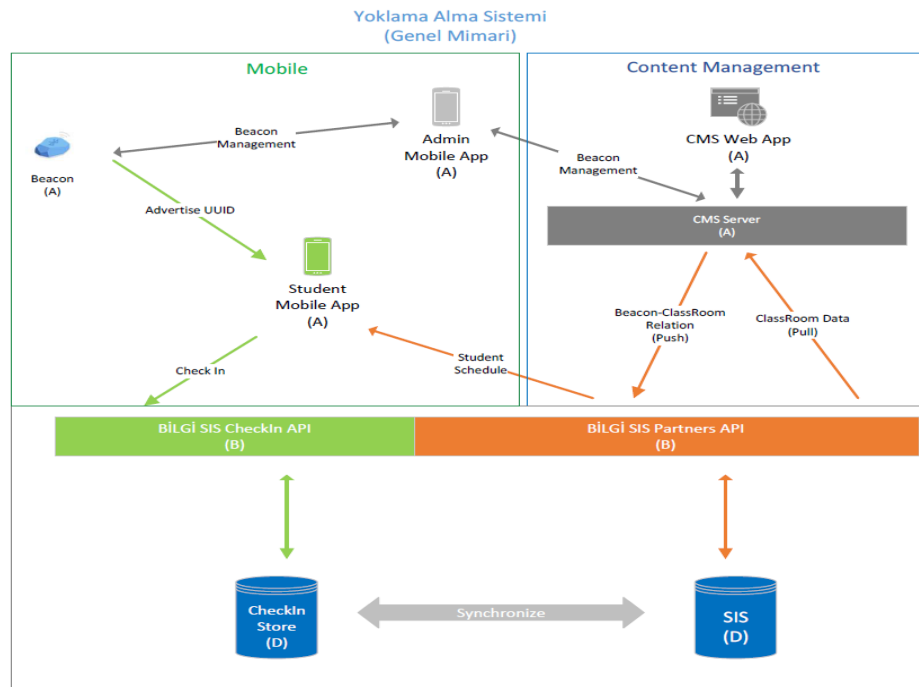 Yoklama Alma Sistemi
(Genel Mimari)
Mobile
Content Management
Beacon
Management
Admin
Mobile App
(A)
CMS Web App
(A)
Beacon
(A)
Beacon
Management
Advertise UUID
CMS Server
(A)
Student
Mobile App
(A)
Beacon-ClassRoom
Relation
(Push)
ClassRoom Data
(Pull)
Check In
Student
Schedule
BİLGİ SIS CheckIn API
(B)
BİLGİ SIS Partners API
(B)
CheckIn
Store
(D)
Synchronize
SIS
(D)